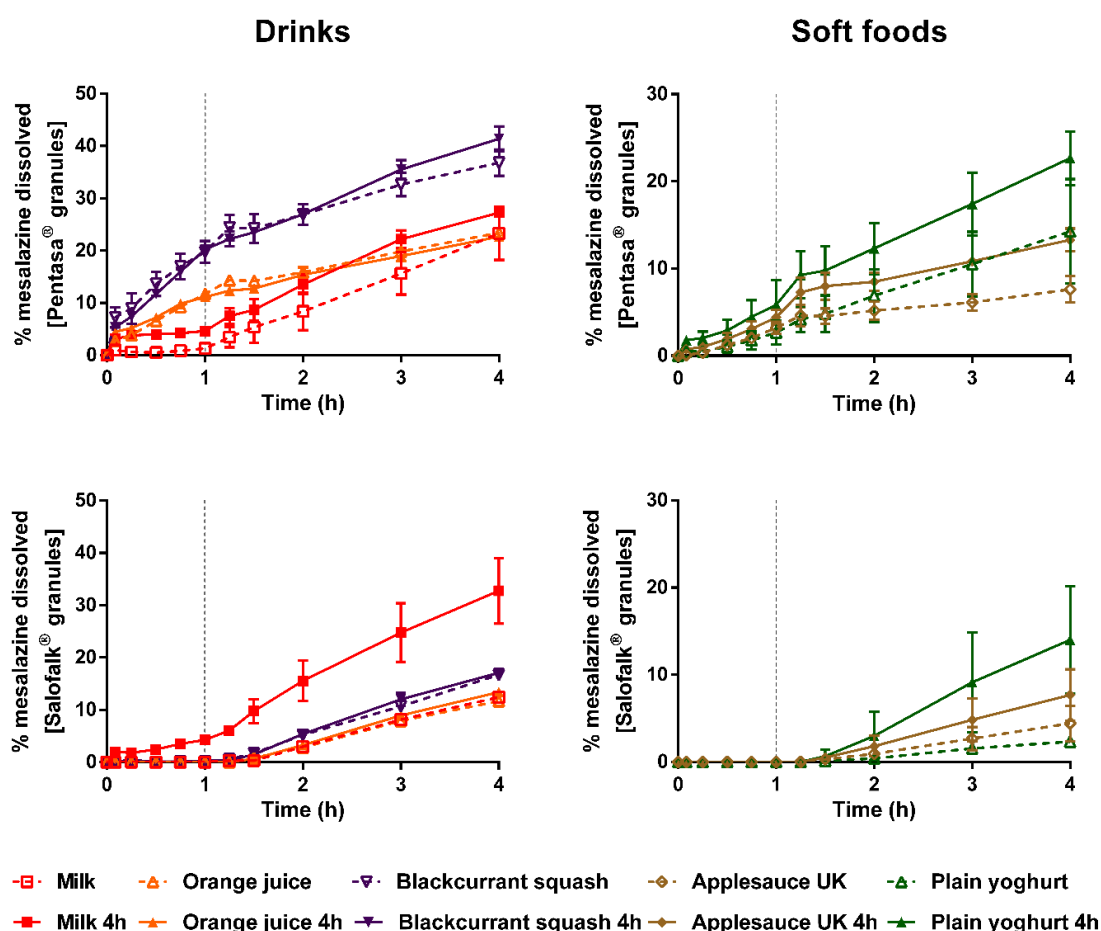 Drinks
Soft foods
% mesalazine dissolved
[Pentasa® granules]
50
40
30
20
10
0
0 1 2 3 4
Time (h)
% mesalazine dissolved
[Pentasa® granules]
30
20
10
0
0 1 2 3 4
Time (h)
% mesalazine dissolved
[Salofalk® granules]
50
40
30
20
10
0
0 1 2 3 4
Time (h)
% mesalazine dissolved
[Salofalk® granules]
30
20
10
0
0 1 2 3 4
Time (h)
Milk Orange juice Blackcurrant squash Applesauce UK Plain yoghurt
Milk 4h Orange juice 4h Blackcurrant squash 4h Applesauce UK 4h Plain yoghurt 4h